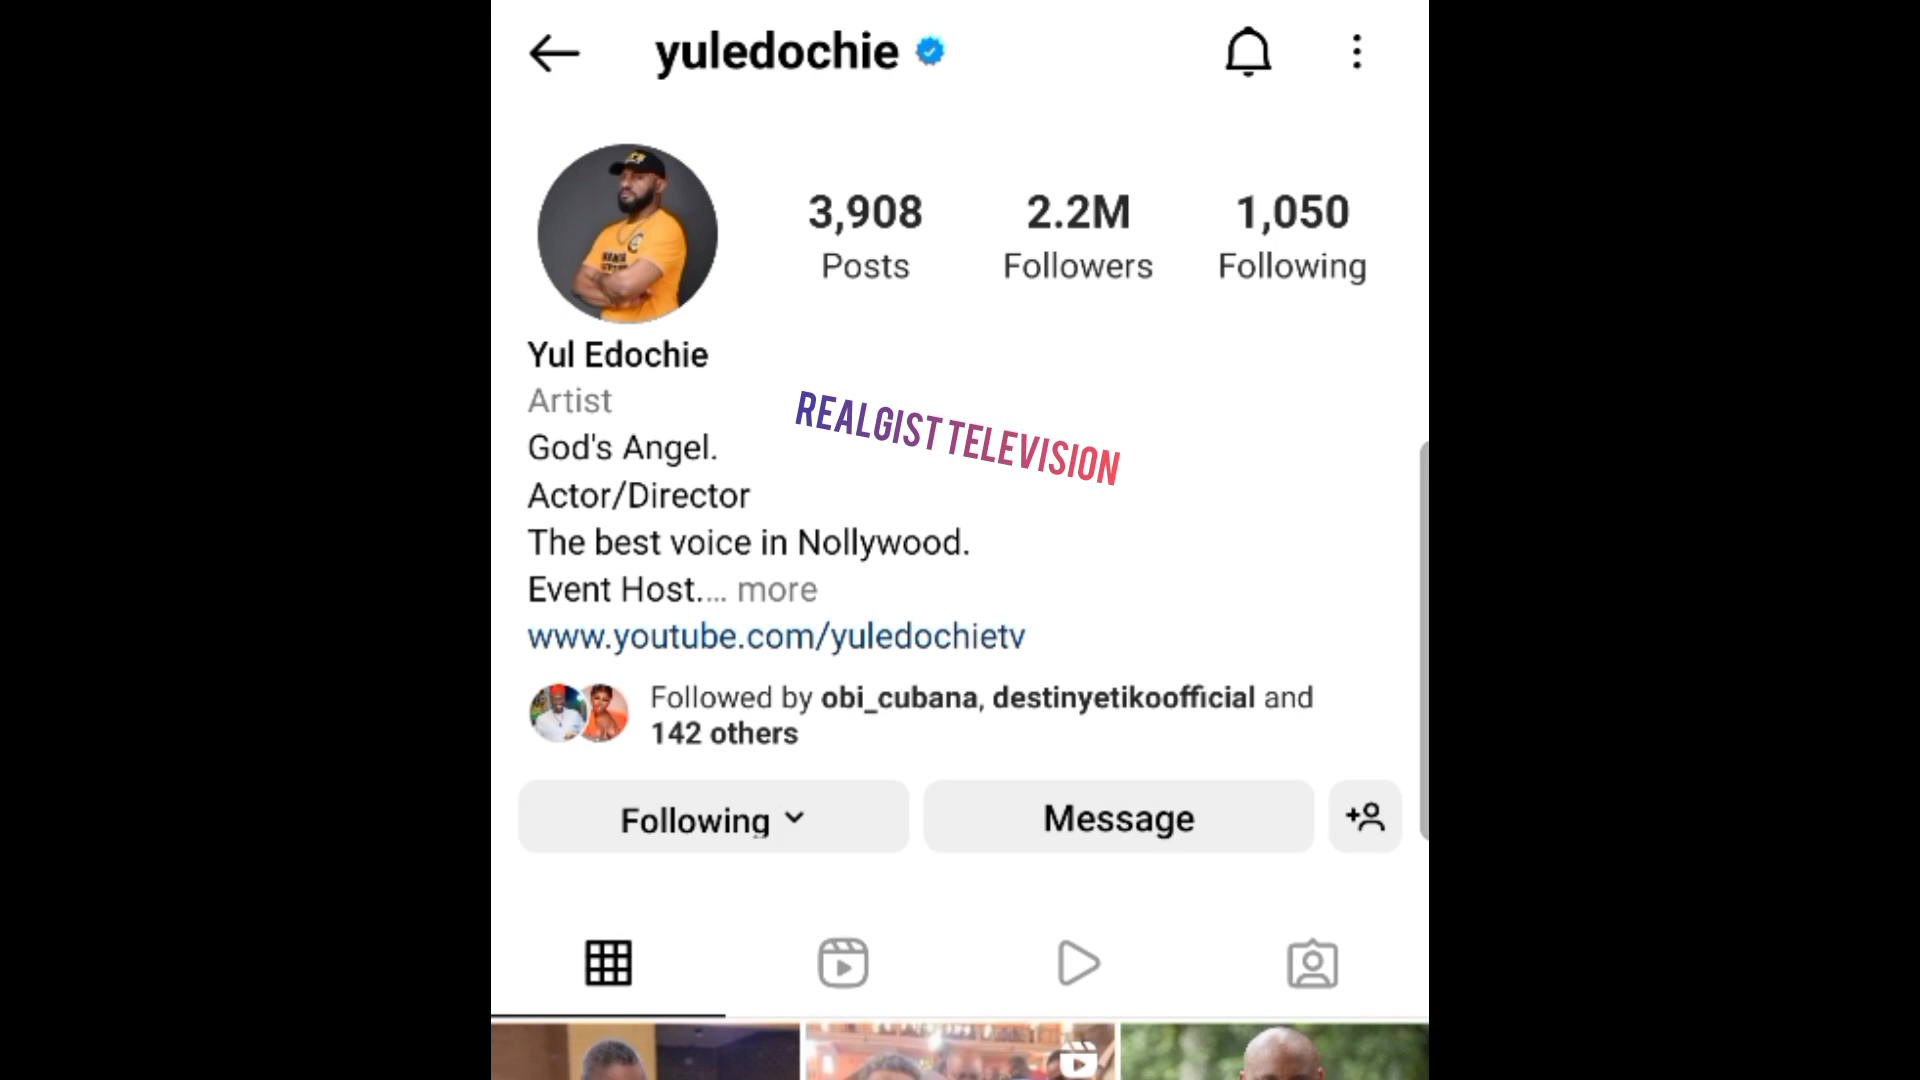 yuledochie
3,908
Posts
2.2M
Followers
1,050
Following
Yul Edochie
Artist
God's Angel.
Actor/Director
The best voice in Nollywood.
Event Host.... more
www.youtube.com/yuledochietv
REALGIST TELEVISION
Followed by obi_cubana, destinyetikoofficial and
142 others
Following
Message